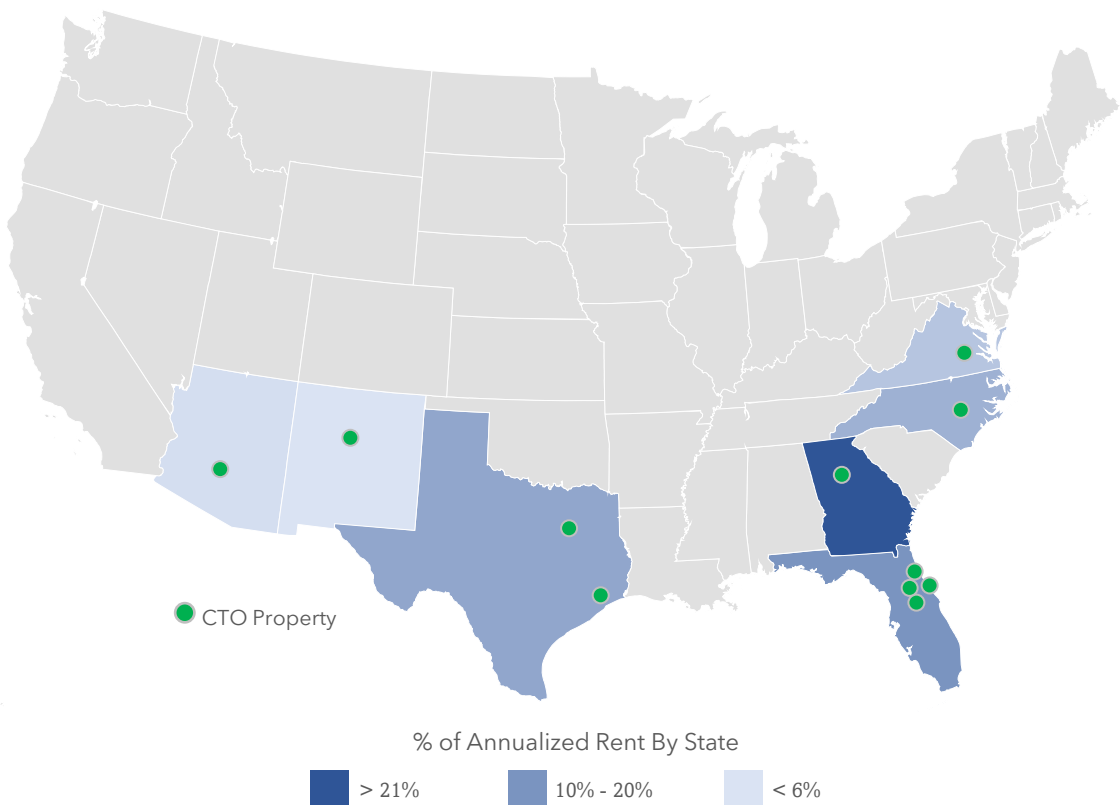 CTO Property
% of Annualized Rent By State
> 21%
10% - 20%
< 6%